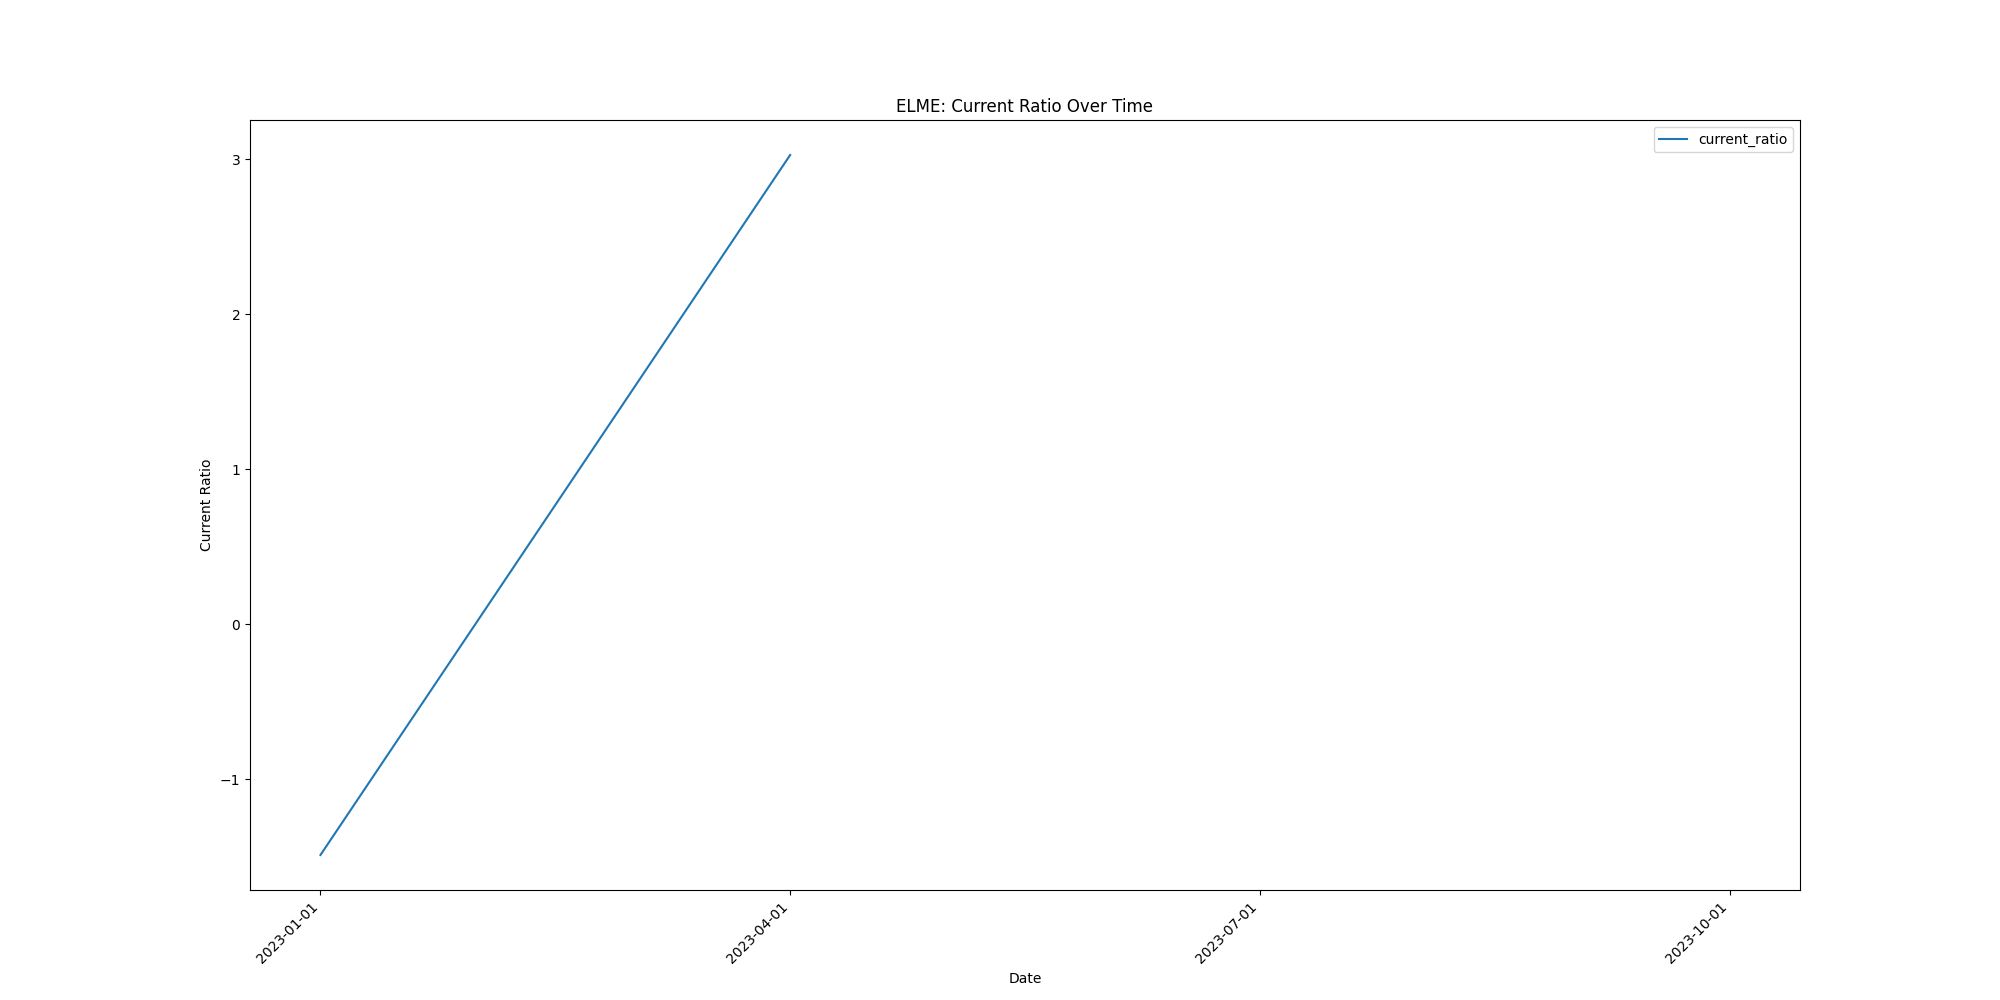 ELME: Current Ratio Over Time
current_ratio
3
2
1
0
−1
Current Ratio
2023-01-01
2023-04-01
2023-07-01
2023-10-01
Date